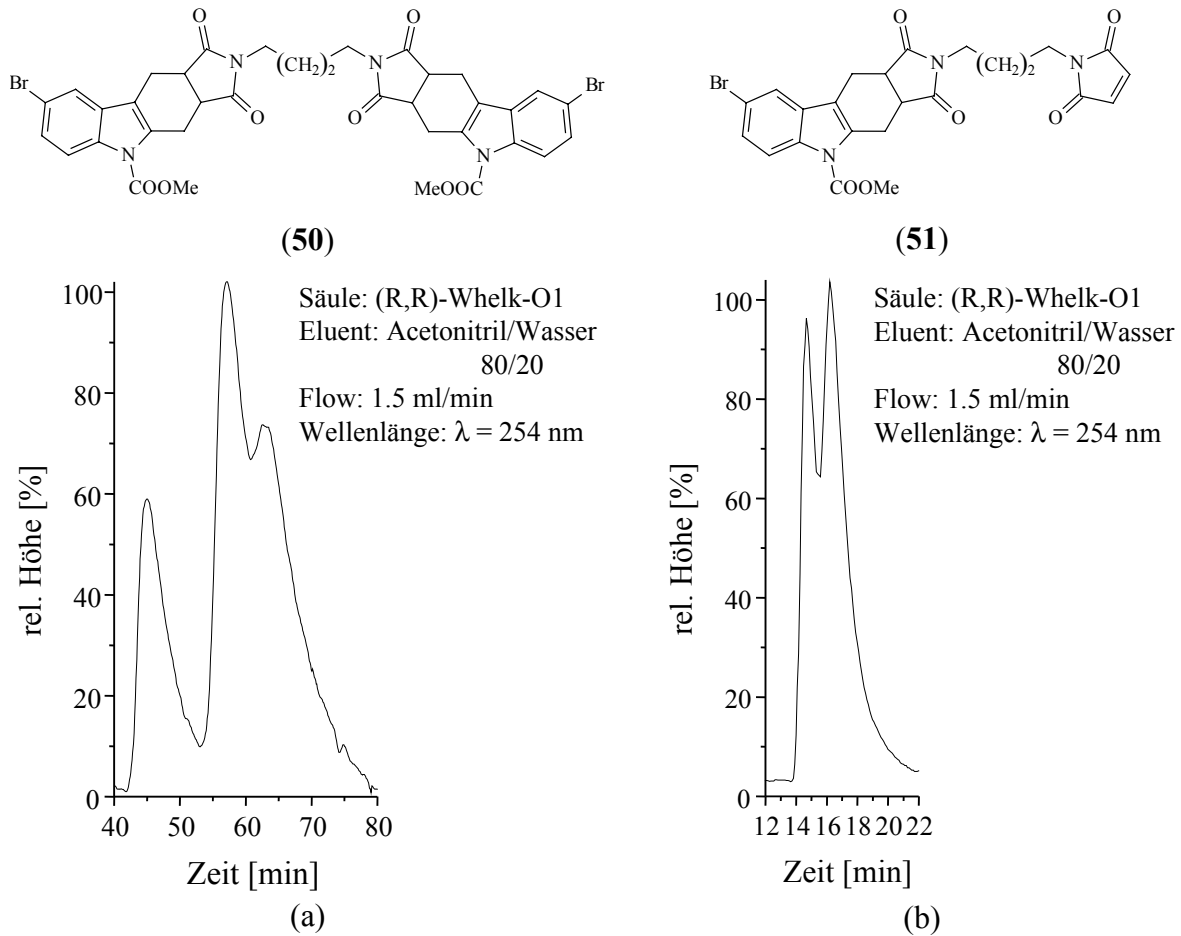 O
O
N
(CH₂)₂
N
O
O
Br
N
COOMe
Br
N
MeOOC
(50)
O
O
N
(CH₂)₂
N
O
O
Br
N
COOMe
(51)
Säule: (R,R)-Whelk-O1
Eluent: Acetonitril/Wasser
80/20
Flow: 1.5 ml/min
Wellenlänge: λ = 254 nm
rel. Höhe [%]
100
80
60
40
20
0
40 50 60 70 80
Zeit [min]
(a)
Säule: (R,R)-Whelk-O1
Eluent: Acetonitril/Wasser
80/20
Flow: 1.5 ml/min
Wellenlänge: λ = 254 nm
rel. Höhe [%]
100
80
60
40
20
0
12 14 16 18 20 22
Zeit [min]
(b)